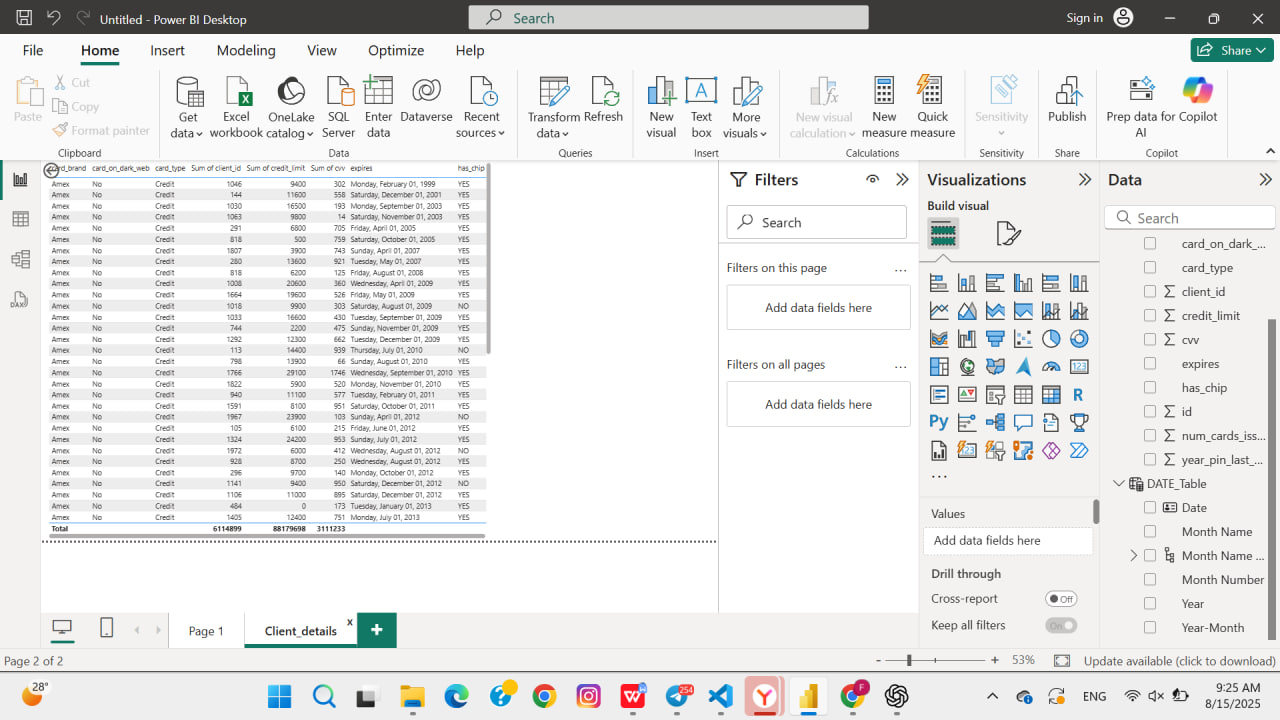 Untitled - Power BI Desktop
Search
Sign in
File Home Insert Modeling View Optimize Help
Share
Paste
Cut
Copy
Format painter
Get data
Excel workbook
OneLake catalog
SQL Server
Enter data
Dataverse
Recent sources
Transform data
Refresh
New visual
Text box
More visuals
New visual calculation
New measure
Quick measure
Sensitivity
Publish
Prep data for AI
Copilot
Clipboard
Data
Queries
Insert
Calculations
Sensitivity
Share
Copilot
card_on_dark_web card_type Sum of client_id Sum of credit_limit Sum of cvv expires has_chip
Amex No Credit 1046 9400 302 Monday, February 01, 1999 YES
Amex No Credit 144 11600 558 Saturday, December 01, 2001 YES
Amex No Credit 1030 16500 193 Monday, September 01, 2003 YES
Amex No Credit 1063 9800 14 Saturday, November 01, 2003 YES
Amex No Credit 291 6800 705 Friday, April 01, 2005 YES
Amex No Credit 818 500 759 Saturday, October 01, 2005 YES
Amex No Credit 1807 3900 743 Sunday, April 01, 2007 YES
Amex No Credit 280 13600 921 Tuesday, May 01, 2007 YES
Amex No Credit 818 6200 125 Friday, August 01, 2008 YES
Amex No Credit 1008 20600 360 Wednesday, April 01, 2009 YES
Amex No Credit 1664 19600 526 Friday, May 01, 2009 YES
Amex No Credit 1018 9900 303 Saturday, August 01, 2009 NO
Amex No Credit 1033 16600 430 Tuesday, September 01, 2009 YES
Amex No Credit 744 2200 475 Sunday, November 01, 2009 YES
Amex No Credit 1292 12300 662 Tuesday, December 01, 2009 YES
Amex No Credit 113 14400 939 Thursday, July 01, 2010 NO
Amex No Credit 798 13900 66 Sunday, August 01, 2010 YES
Amex No Credit 1766 29100 1746 Wednesday, September 01, 2010 YES
Amex No Credit 1822 5900 520 Monday, November 01, 2010 YES
Amex No Credit 940 11100 577 Tuesday, February 01, 2011 YES
Amex No Credit 1591 8100 951 Saturday, October 01, 2011 YES
Amex No Credit 1967 23900 103 Sunday, April 01, 2012 NO
Amex No Credit 105 6100 215 Friday, June 01, 2012 YES
Amex No Credit 1324 24200 953 Sunday, July 01, 2012 YES
Amex No Credit 1972 6000 412 Wednesday, August 01, 2012 NO
Amex No Credit 928 8700 250 Wednesday, August 01, 2012 YES
Amex No Credit 296 9700 140 Monday, October 01, 2012 YES
Amex No Credit 1141 9400 950 Saturday, December 01, 2012 NO
Amex No Credit 1106 11000 895 Saturday, December 01, 2012 YES
Amex No Credit 484 0 173 Tuesday, January 01, 2013 YES
Amex No Credit 1405 12400 751 Monday, July 01, 2013 YES
Total 6114899 88179698 3111233
Filters
Search
Filters on this page ...
Add data fields here
Filters on all pages ...
Add data fields here
Visualizations
Build visual
123
R
Py
...
Values
Add data fields here
Drill through
Cross-report Off
Keep all filters On
Data
Search
card_on_dark_...
card_type
client_id
credit_limit
cvv
expires
has_chip
id
num_cards_iss...
year_pin_last_...
DATE_Table
Date
Month Name
Month Name ...
Month Number
Year
Year-Month
Page 1
Client_details x
+
Page 2 of 2
- + 53%
Update available (click to download)
28°
254
F
ENG
9:25 AM
8/15/2025